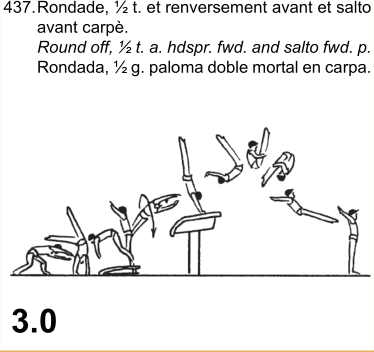 437. Rondade, ½ t. et renversement avant et salto
avant carpè.
Round off, ½ t. a. hdspr. fwd. and salto fwd. p.
Rondada, ½ g. paloma doble mortal en carpa.
3.0